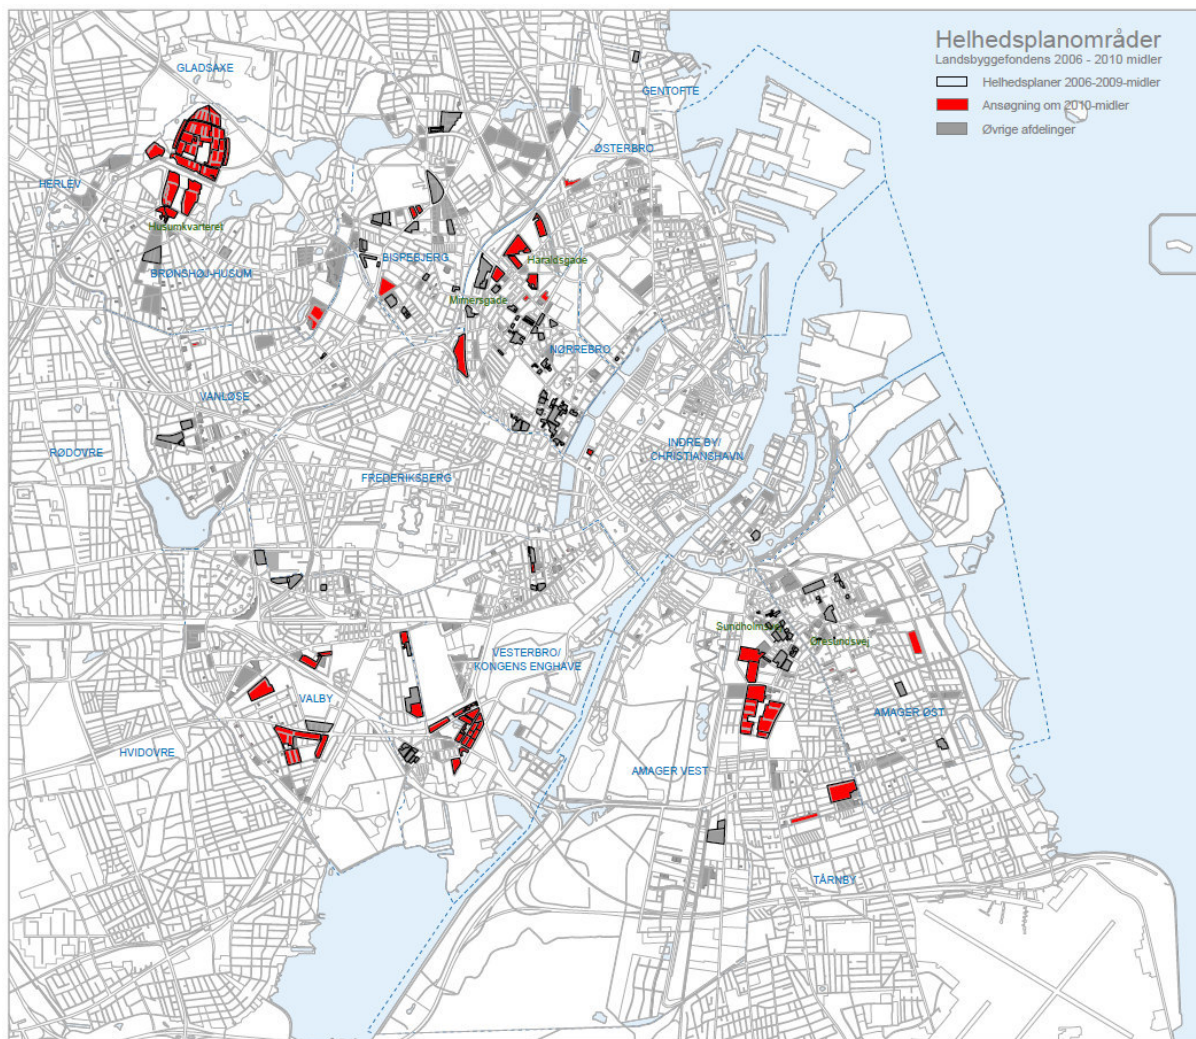 Helhedsplanområder
Landsbyggefondens 2006 - 2010 midler
Helhedsplaner 2006-2009-midler
Ansøgning om 2010-midler
Øvrige afdelinger
GLADSAXE
GENTOFTE
ØSTERBRO
HERLEV
Husumkvarteret
BRØNSHØJ-HUSUM
BISPEBJERG
Haraldsgade
Mimersgade
NØRREBRO
VANLØSE
RØDOVRE
FREDERIKSBERG
INDRE BY/
CHRISTIANSHAVN
Sundholmsvej
Øresundsvej
VESTERBRO/
KONGENS ENGHAVE
VALBY
AMAGER ØST
HVIDOVRE
AMAGER VEST
TÅRNBY